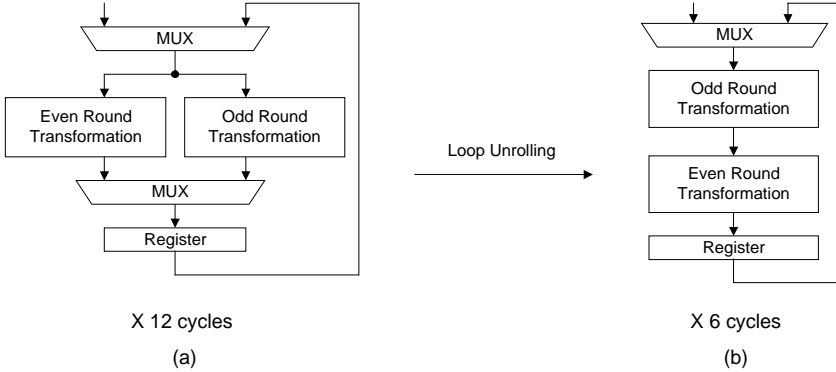 MUX
Even Round
Transformation
Odd Round
Transformation
MUX
Register
X 12 cycles
(a)
Loop Unrolling
MUX
Odd Round
Transformation
Even Round
Transformation
Register
X 6 cycles
(b)